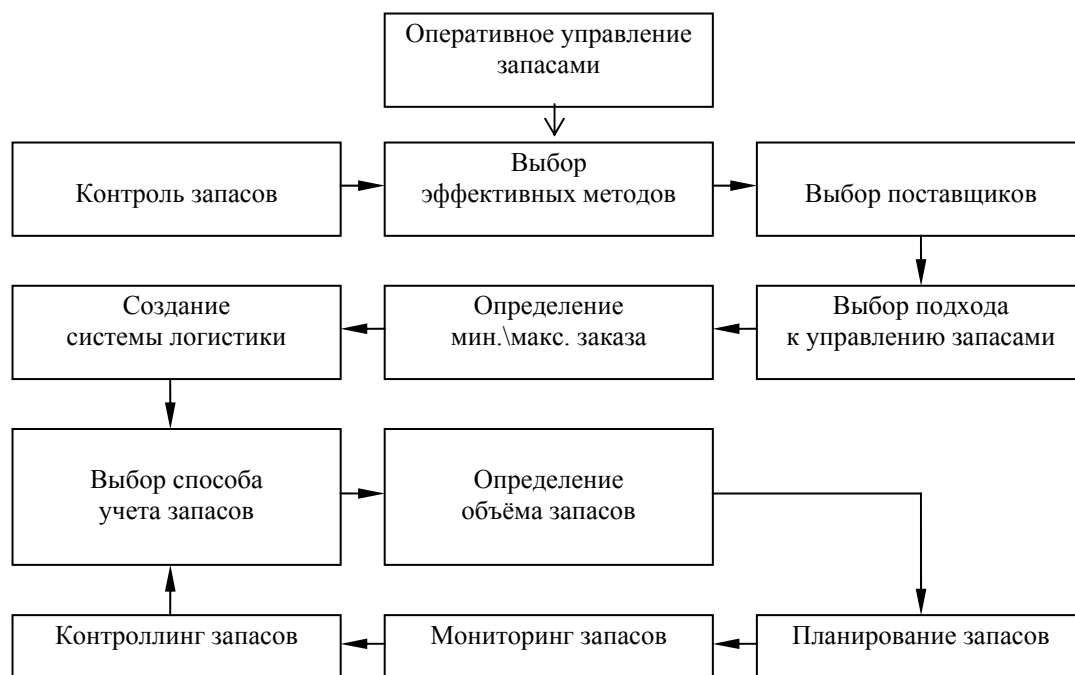 Оперативное управление
запасами
Контроль запасов
Выбор
эффективных методов
Выбор поставщиков
Создание
системы логистики
Определение
мин.\макс. заказа
Выбор подхода
к управлению запасами
Выбор способа
учета запасов
Определение
объёма запасов
Контроллинг запасов
Мониторинг запасов
Планирование запасов